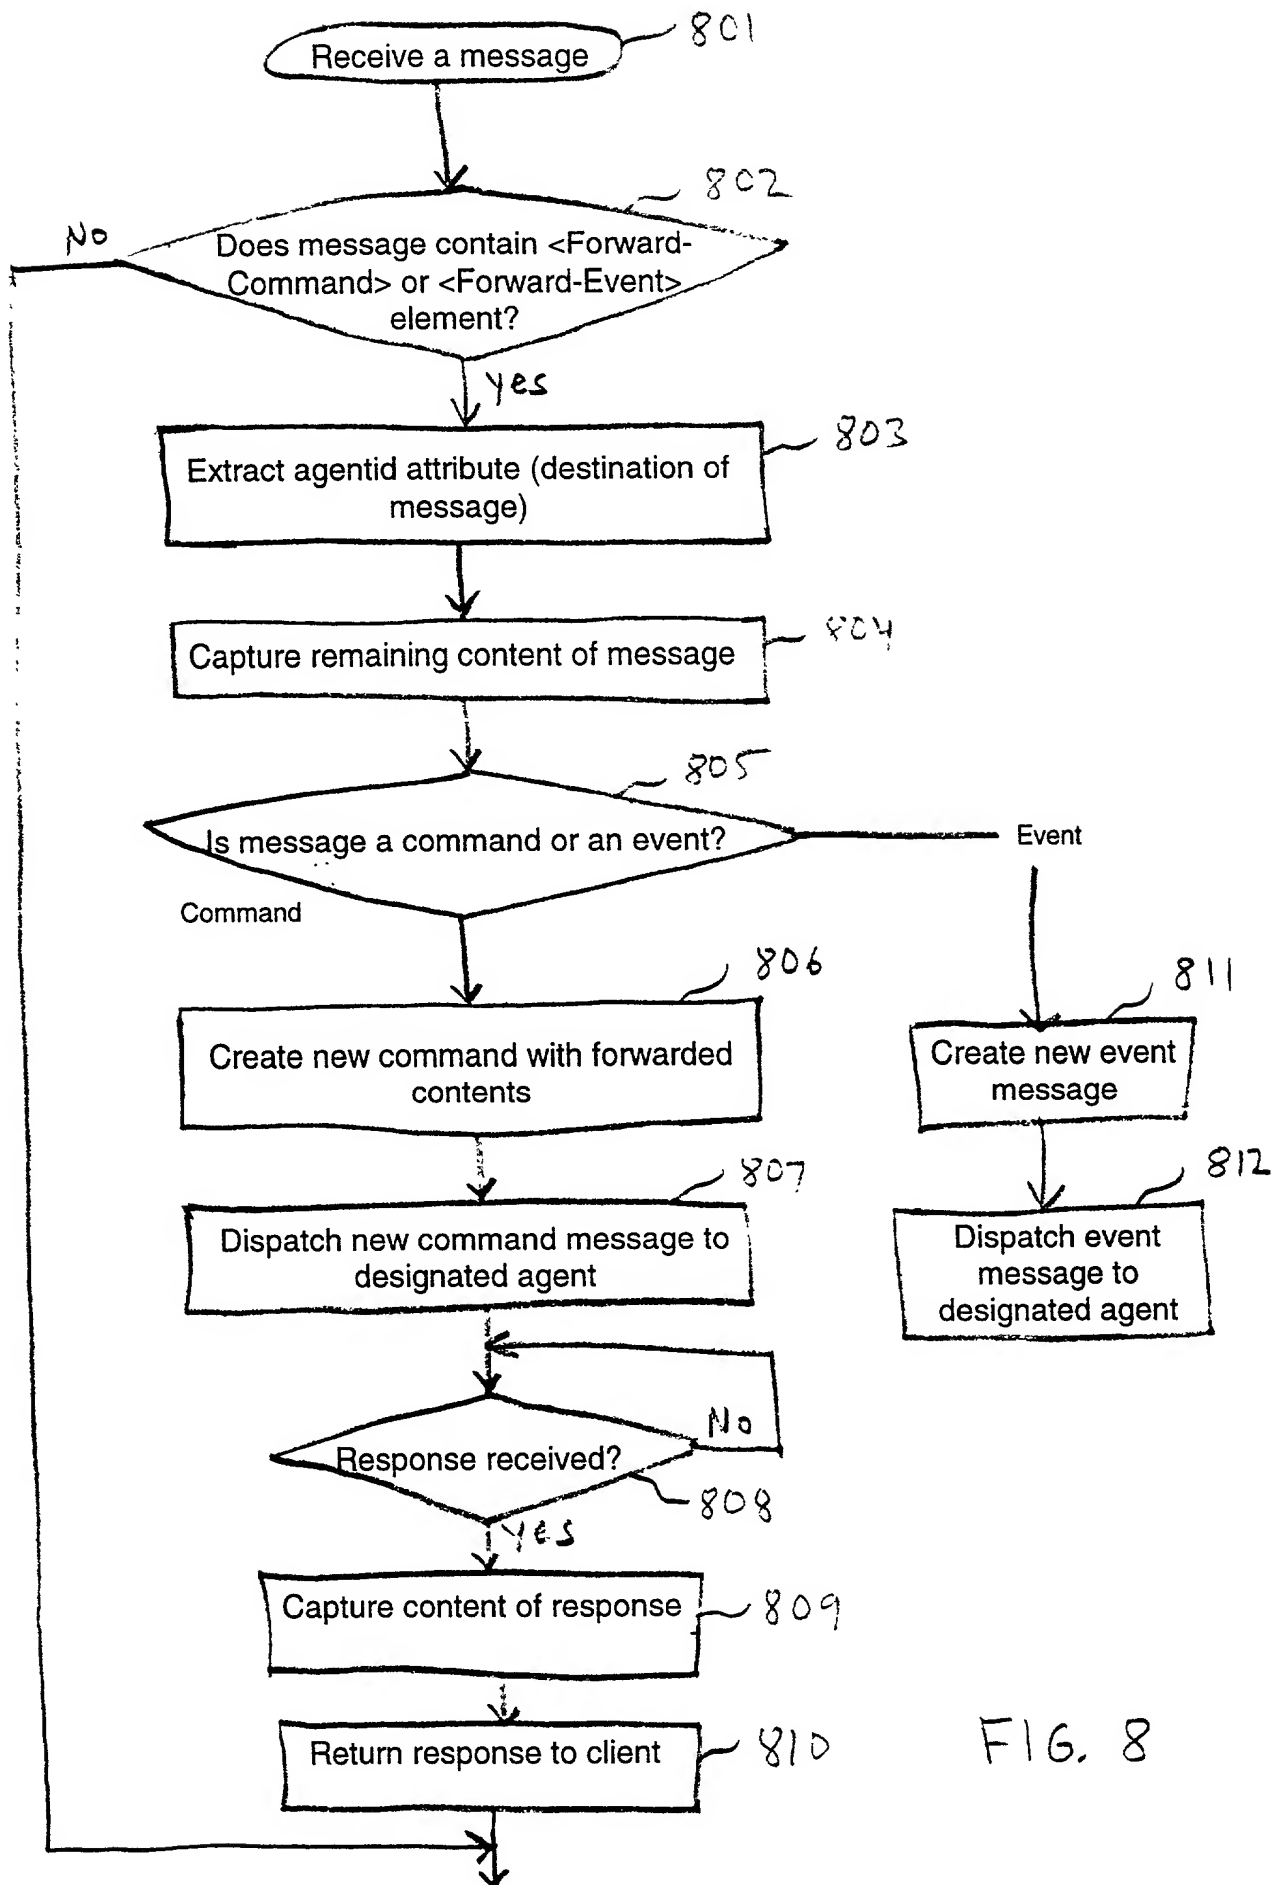 Receive a message
801
802
No
Does message contain <Forward-
Command> or <Forward-Event>
element?
yes
803
Extract agentid attribute (destination of
message)
804
Capture remaining content of message
805
Is message a command or an event?
Event
Command
806
Create new command with forwarded
contents
811
Create new event
message
807
Dispatch new command message to
designated agent
812
Dispatch event
message to
designated agent
No
Response received?
808
YES
Capture content of response
809
Return response to client
810
FIG. 8